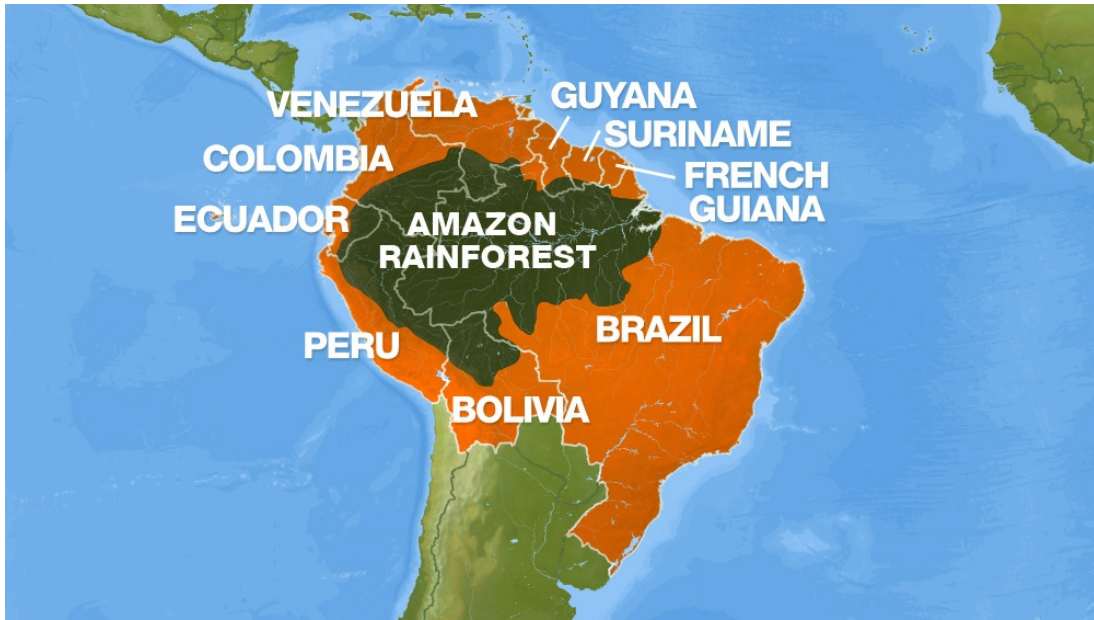 VENEZUELA
GUYANA
SURINAME
COLOMBIA
FRENCH
GUIANA
ECUADOR
AMAZON
RAINFOREST
BRAZIL
PERU
BOLIVIA